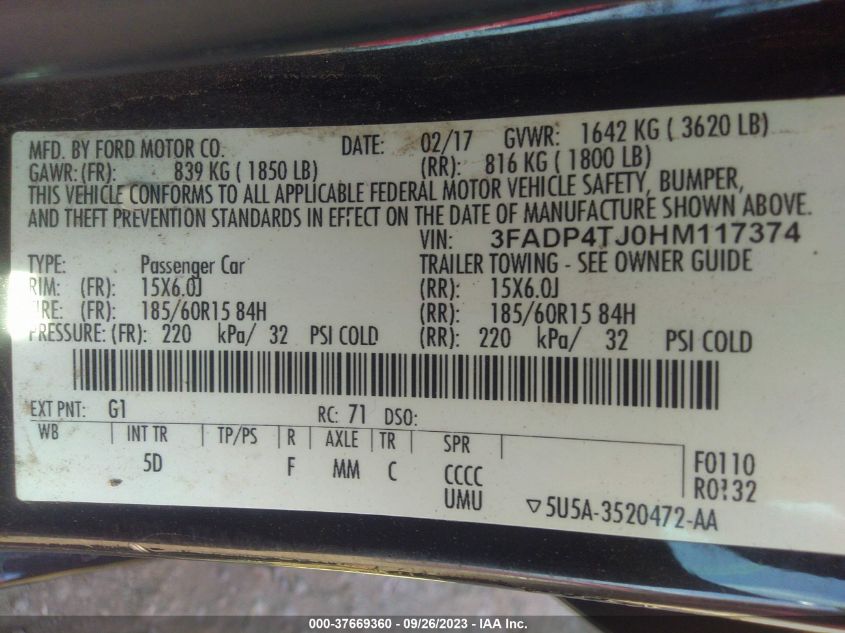 MFD. BY FORD MOTOR CO. DATE: 02/17 GVWR: 1642 KG ( 3620 LB)
GAWR: (FR): 839 KG ( 1850 LB) (RR): 816 KG ( 1800 LB)
THIS VEHICLE CONFORMS TO ALL APPLICABLE FEDERAL MOTOR VEHICLE SAFETY, BUMPER,
AND THEFT PREVENTION STANDARDS IN EFFECT ON THE DATE OF MANUFACTURE SHOWN ABOVE.
VIN: 3FADP4TJ0HM117374
TYPE: Passenger Car TRAILER TOWING - SEE OWNER GUIDE
RIM: (FR): 15X6.0J (RR): 15X6.0J
TIRE: (FR): 185/60R15 84H (RR): 185/60R15 84H
PRESSURE: (FR): 220 kPa/ 32 PSI COLD (RR): 220 kPa/ 32 PSI COLD
EXT PNT: G1 RC: 71 DSO:
WB INT TR TP/PS R AXLE TR SPR
5D F MM C CCCC F0110
UMU R0132
▽5U5A-3520472-AA
000-37669360 - 09/26/2023 - IAA Inc.